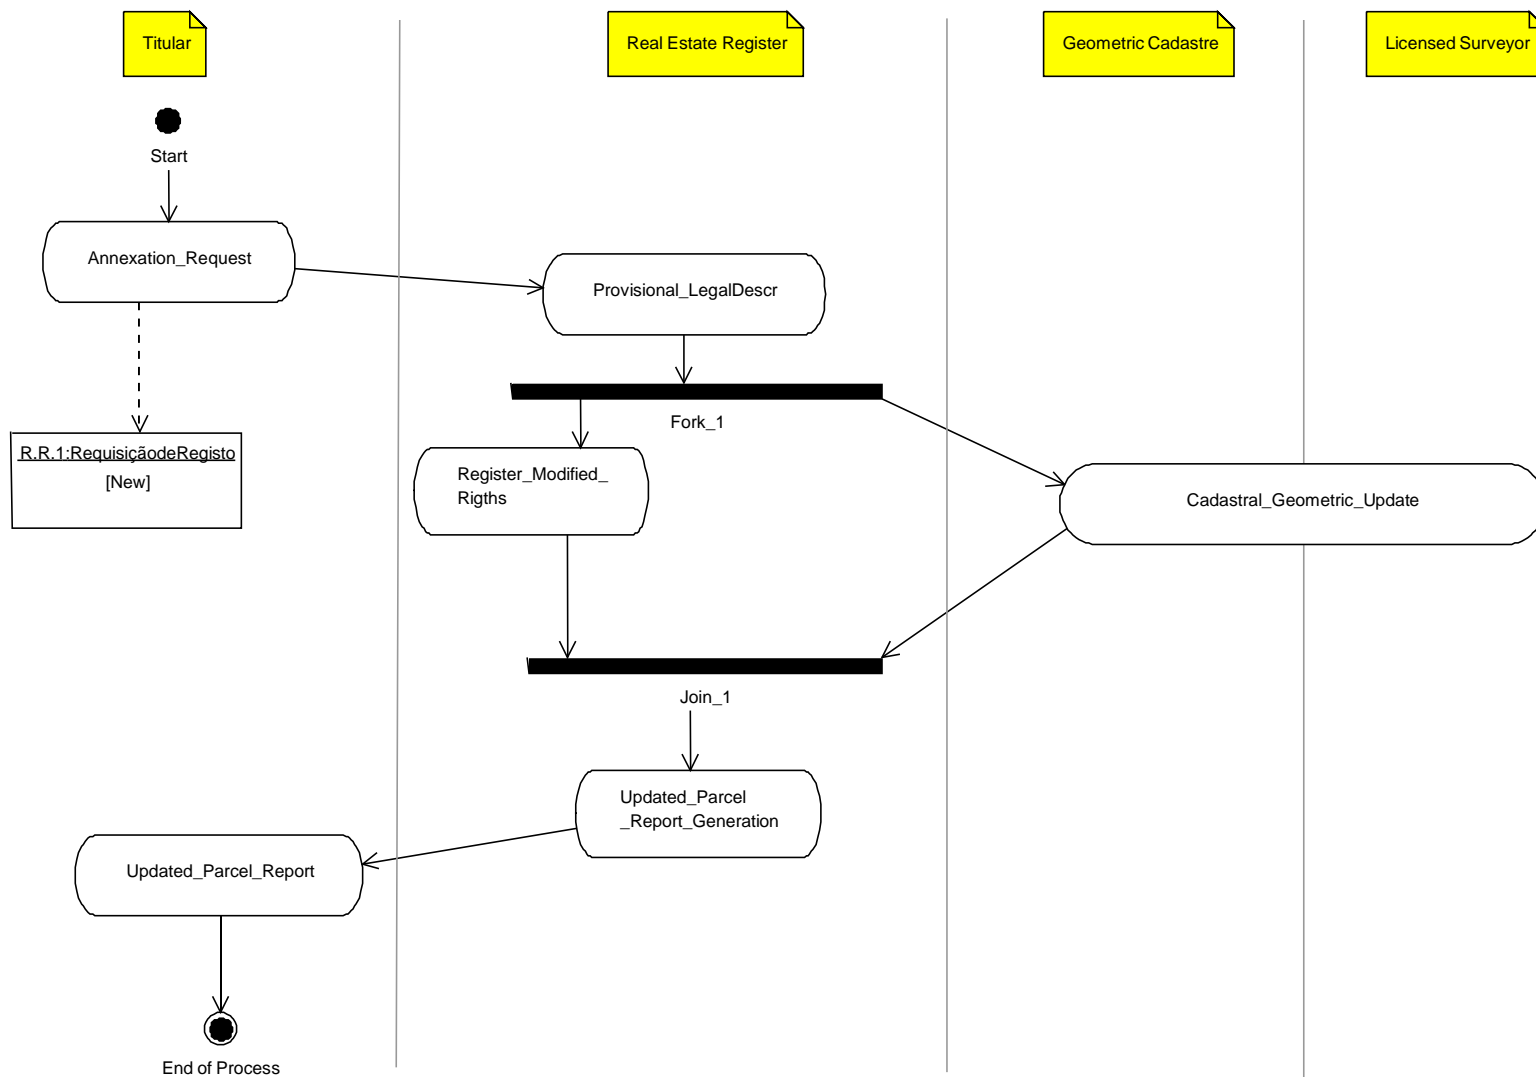 Titular
Real Estate Register
Geometric Cadastre
Licensed Surveyor
Start
Annexation_Request
Provisional_LegalDescr
Fork_1
R.R.1:RequisiçãodeRegisto
[New]
Register_Modified_
Rigths
Cadastral_Geometric_Update
Join_1
Updated_Parcel
_Report_Generation
Updated_Parcel_Report
End of Process